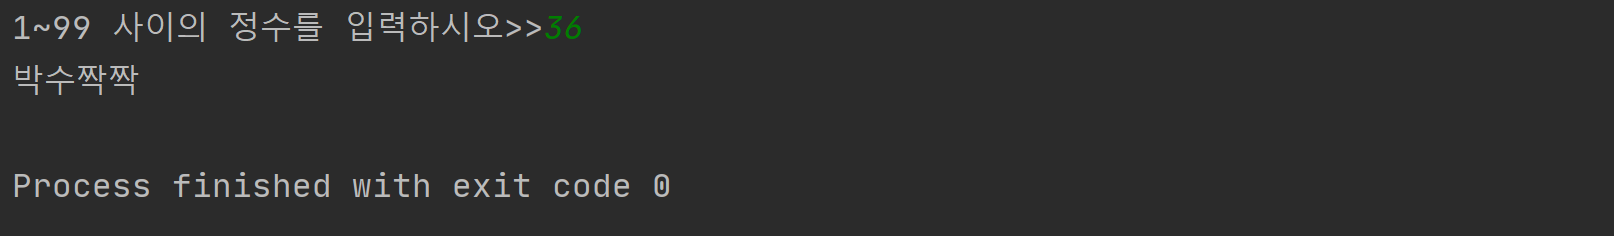 1~99 사이의 정수를 입력하시오>>36
박수짝짝
Process finished with exit code 0